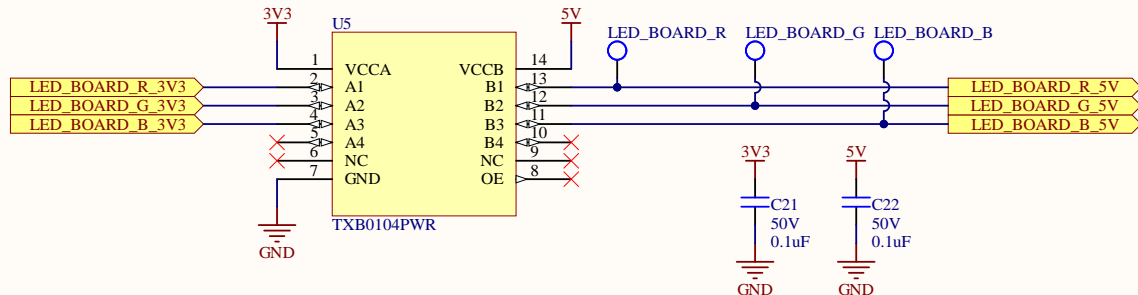 3V3
U5
5V
LED_BOARD_R
LED_BOARD_G
LED_BOARD_B
1
VCCA
VCCB
14
LED_BOARD_R_3V3
2
A1
B1
13
LED_BOARD_R_5V
LED_BOARD_G_3V3
3
A2
B2
12
LED_BOARD_G_5V
LED_BOARD_B_3V3
4
A3
B3
11
LED_BOARD_B_5V
5
A4
B4
10
6
NC
NC
9
7
GND
OE
8
TXB0104PWR
GND
3V3
5V
C21
50V
0.1uF
C22
50V
0.1uF
GND
GND